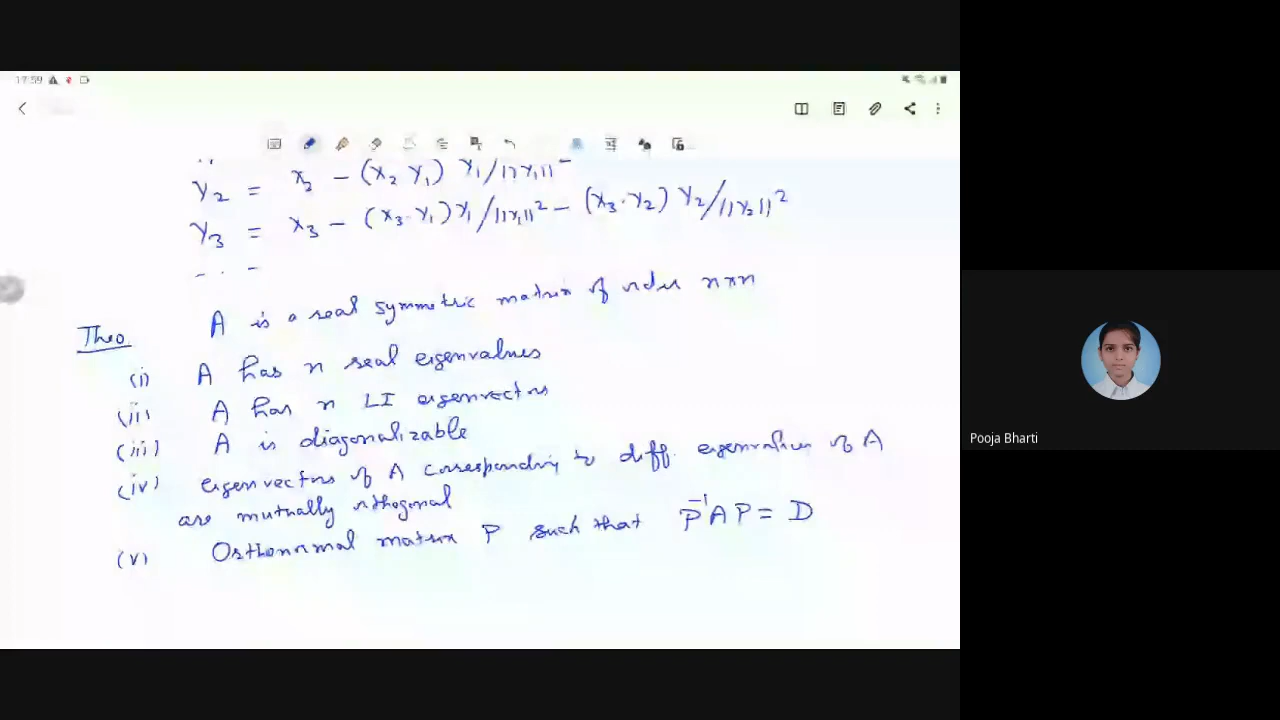 17:59
Y2 = X2 - (X2 Y1) Y1/||Y1||2
Y3 = X3 - (X3·Y1)Y1/||Y1||2 - (X3·Y2) Y2/||Y2||2
- · -
Theo. A is a real symmetric matrix of order n×n
(i) A has n real eigenvalues
(ii) A has n LI eigenvectors
(iii) A is diagonalizable
(iv) eigenvectors of A corresponding to diff. eigenvalues of A
are mutually orthogonal
(v) Orthonormal matrix P such that P-1AP = D
Pooja Bharti